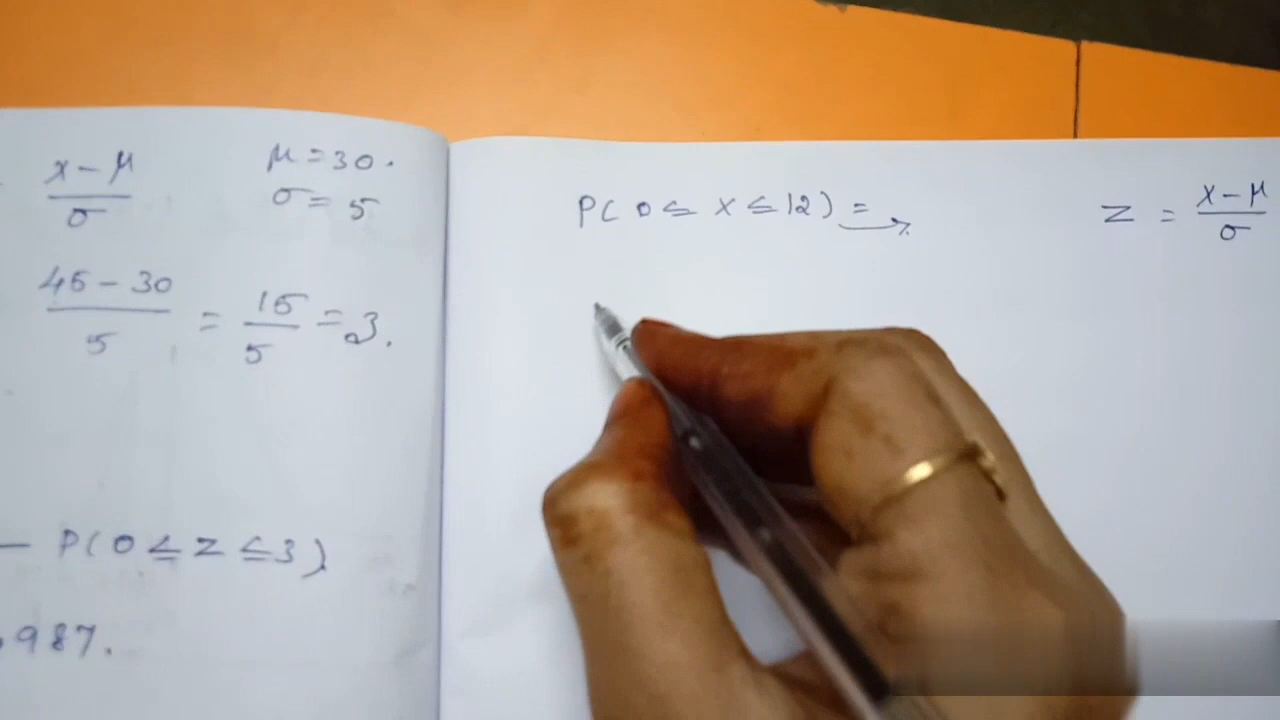 x - μ / σ
μ = 30.
σ = 5
45 - 30 / 5 = 15 / 5 = 3.
— P(0 ≤ z ≤ 3)
987.
P(0 ≤ x ≤ 12) =
z = x - μ / σ